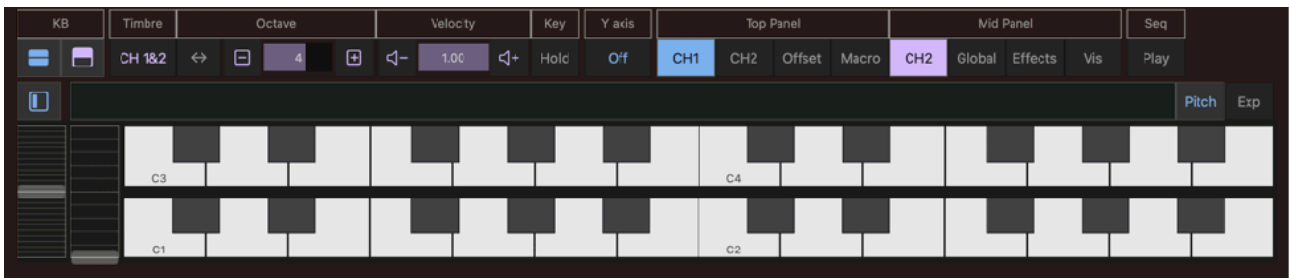 KB Timbre Octave Velocity Key Y axis Top Panel Mid Panel Seq
CH 1&2 4 1.00 Hold Off CH1 CH2 Offset Macro CH2 Global Effects Vis Play
Pitch Exp
C3 C4
C1 C2